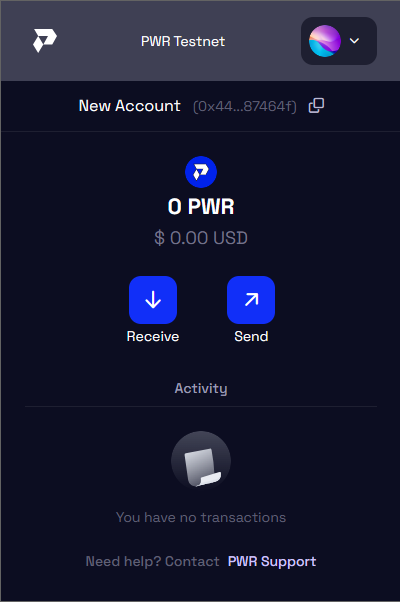 PWR Testnet
New Account (0x44...87464f)
0 PWR
$ 0.00 USD
Receive Send
Activity
You have no transactions
Need help? Contact PWR Support